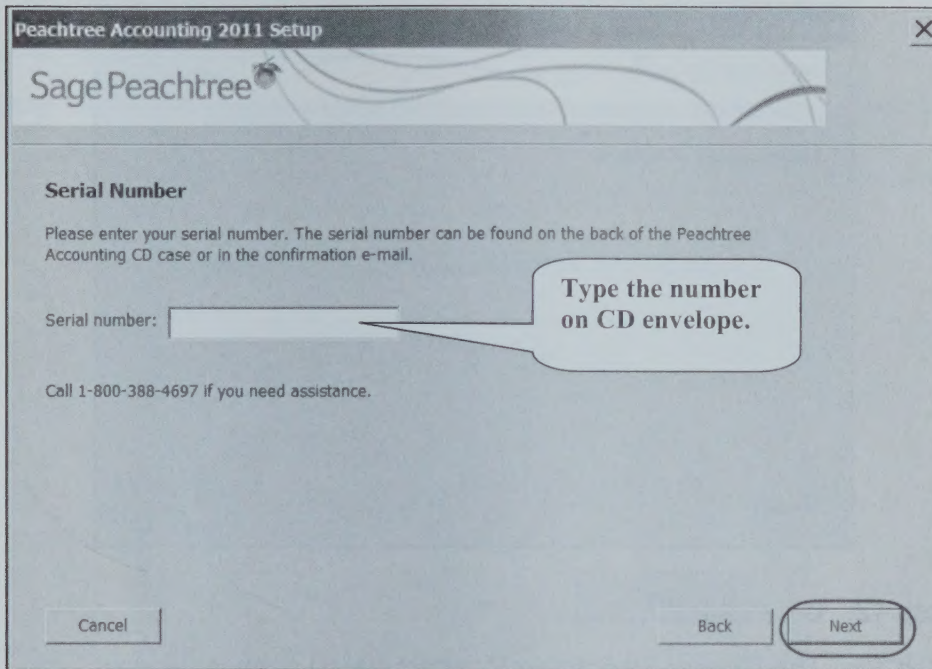 Peachtree Accounting 2011 Setup
Sage Peachtree
Serial Number
Please enter your serial number. The serial number can be found on the back of the Peachtree
Accounting CD case or in the confirmation e-mail.
Type the number
on CD envelope.
Serial number:
Call 1-800-388-4697 if you need assistance.
Cancel
Back
Next